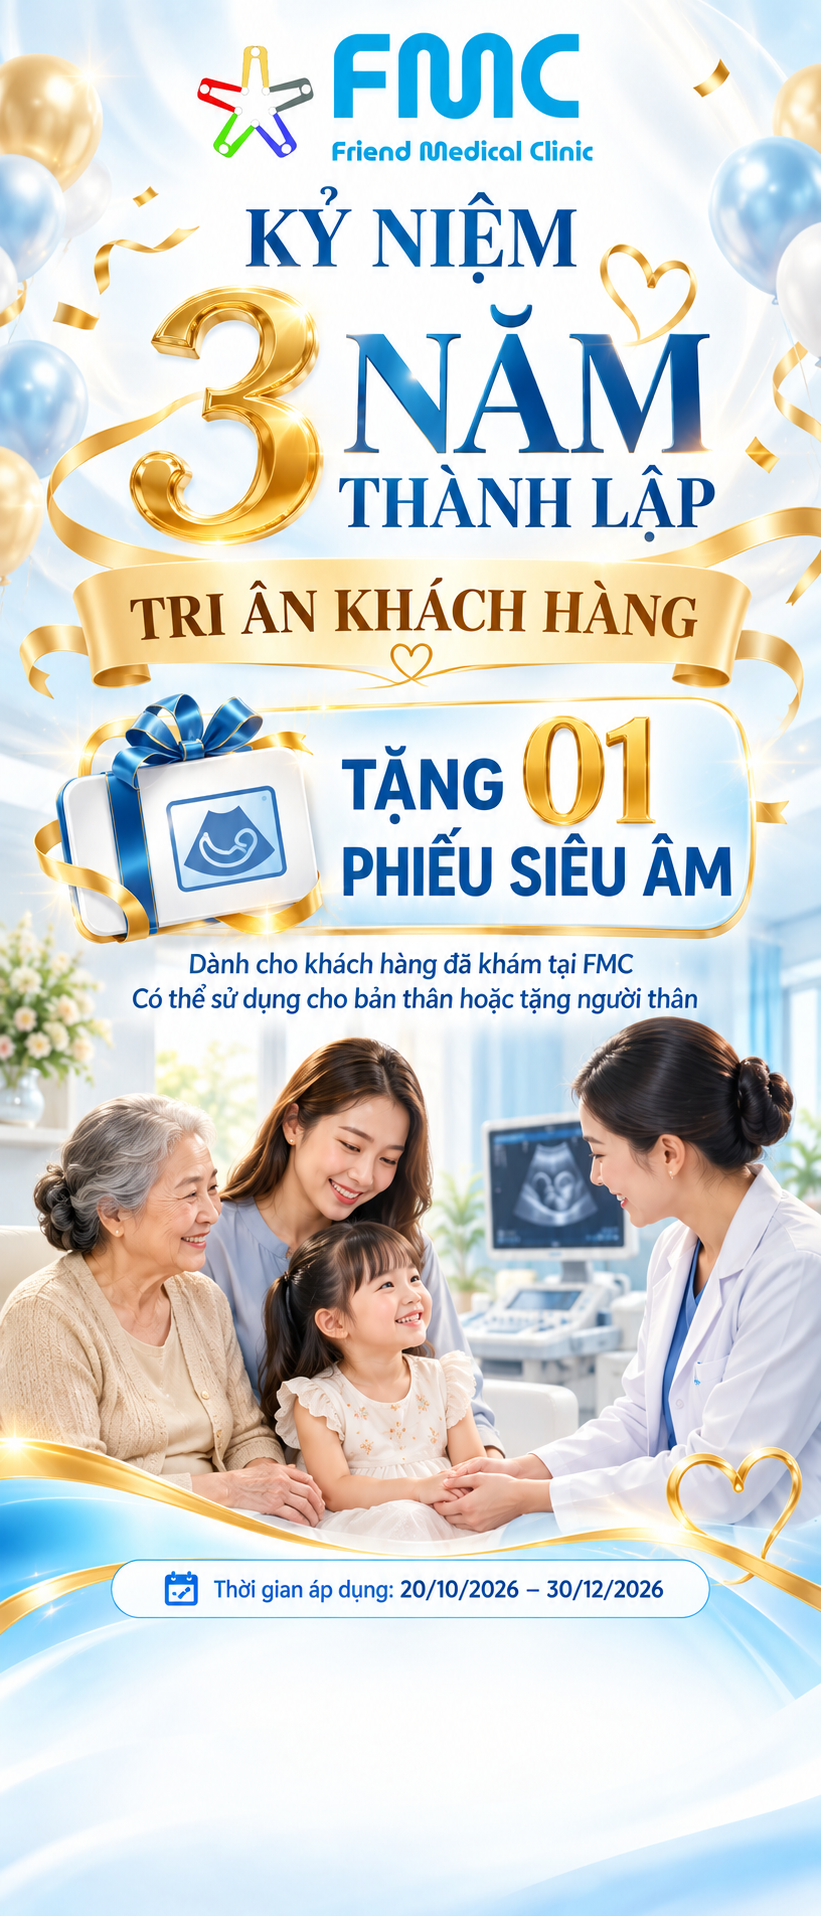 FMC
Friend Medical Clinic
KỶ NIỆM
3 NĂM
THÀNH LẬP
TRI ÂN KHÁCH HÀNG
TẶNG 01
PHIẾU SIÊU ÂM
Dành cho khách hàng đã khám tại FMC
Có thể sử dụng cho bản thân hoặc tặng người thân
Thời gian áp dụng: 20/10/2026 – 30/12/2026